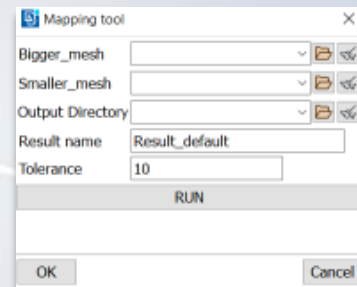 Mapping tool
Bigger_mesh
Smaller_mesh
Output Directory
Result name Result_default
Tolerance 10
RUN
OK Cancel